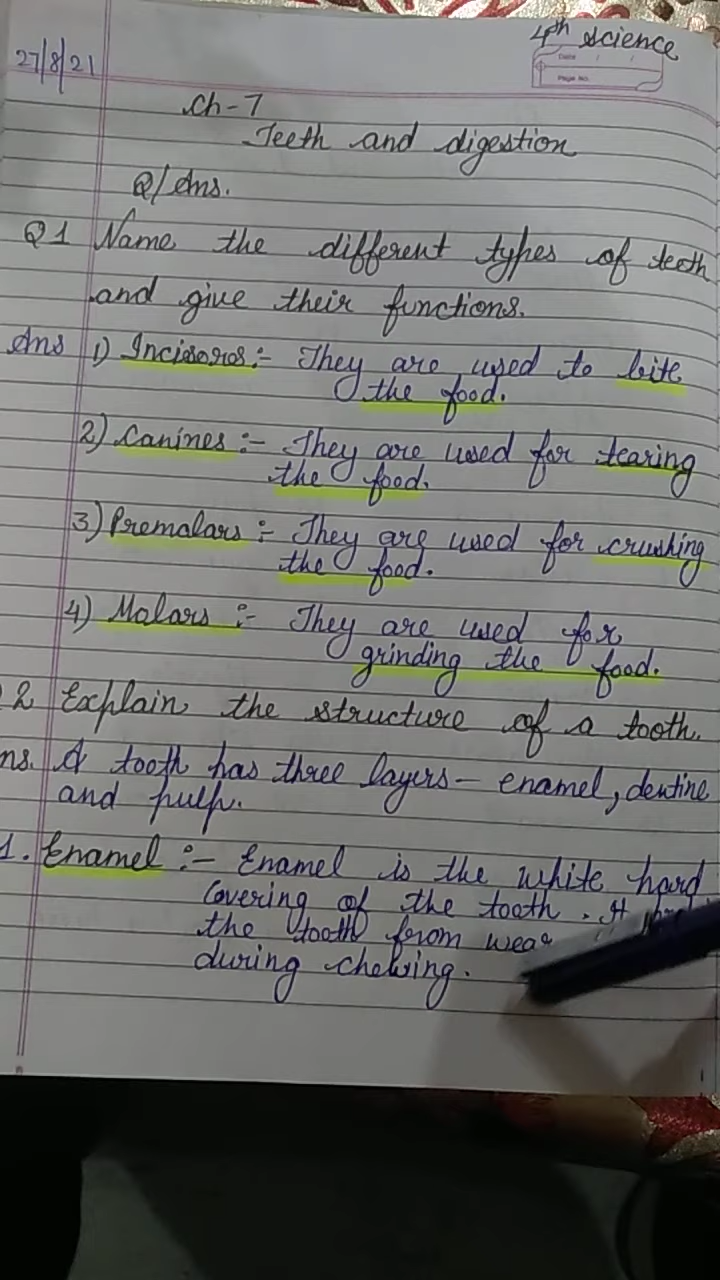 4th science
27/8/21
Date / /
Page No.
Ch-7
Teeth and digestion
Q/Ans.
Q1 Name the different types of teeth
and give their functions.
Ans 1) Incisors:- They are used to bite
the food.
2) Canines :- They are used for tearing
the food.
3) Premolars :- They are used for crushing
the food.
4) Molars :- They are used for
grinding the food.
2 Explain the structure of a tooth.
ns. A tooth has three layers- enamel, dentine
and pulp.
1. Enamel :- Enamel is the white hard
covering of the tooth. It
the tooth from wear
during chewing.